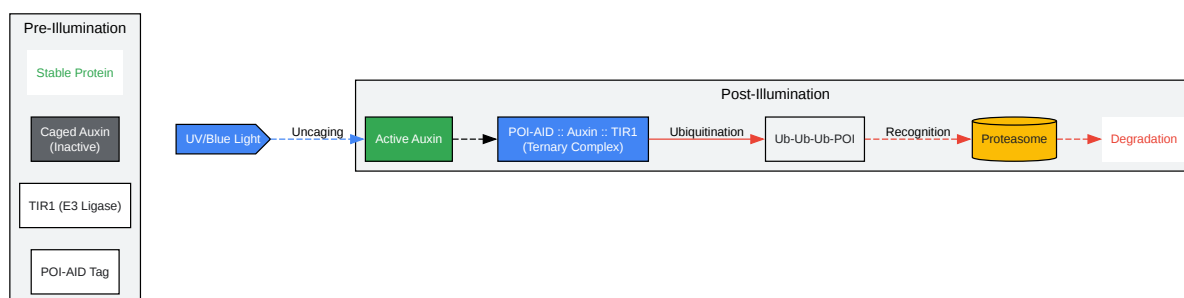 Pre-Illumination
Stable Protein
Caged Auxin
(Inactive)
TIR1 (E3 Ligase)
POI-AID Tag
UV/Blue Light
Uncaging
Post-Illumination
Active Auxin
POI-AID :: Auxin :: TIR1
(Ternary Complex)
Ubiquitination
Ub-Ub-Ub-POI
Recognition
Proteasome
Degradation